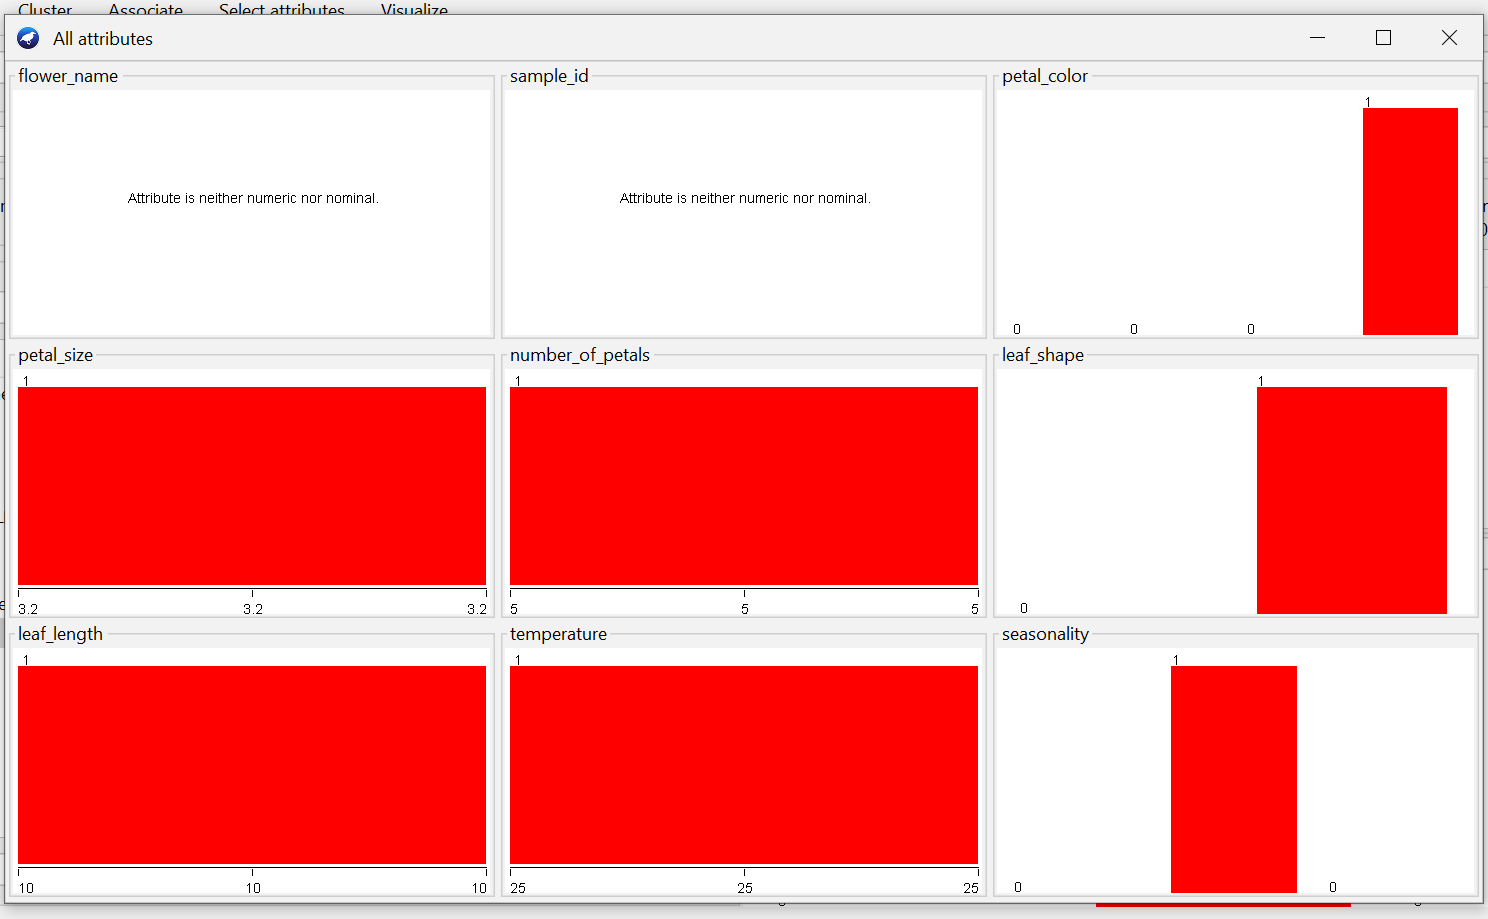 Cluster Associate Select attributes Visualize
All attributes
flower_name
Attribute is neither numeric nor nominal.
sample_id
Attribute is neither numeric nor nominal.
petal_color
1
0 0 0
petal_size
1
3.2 3.2 3.2
number_of_petals
1
5 5 5
leaf_shape
1
0
leaf_length
1
10 10 10
temperature
1
25 25 25
seasonality
1
0 0